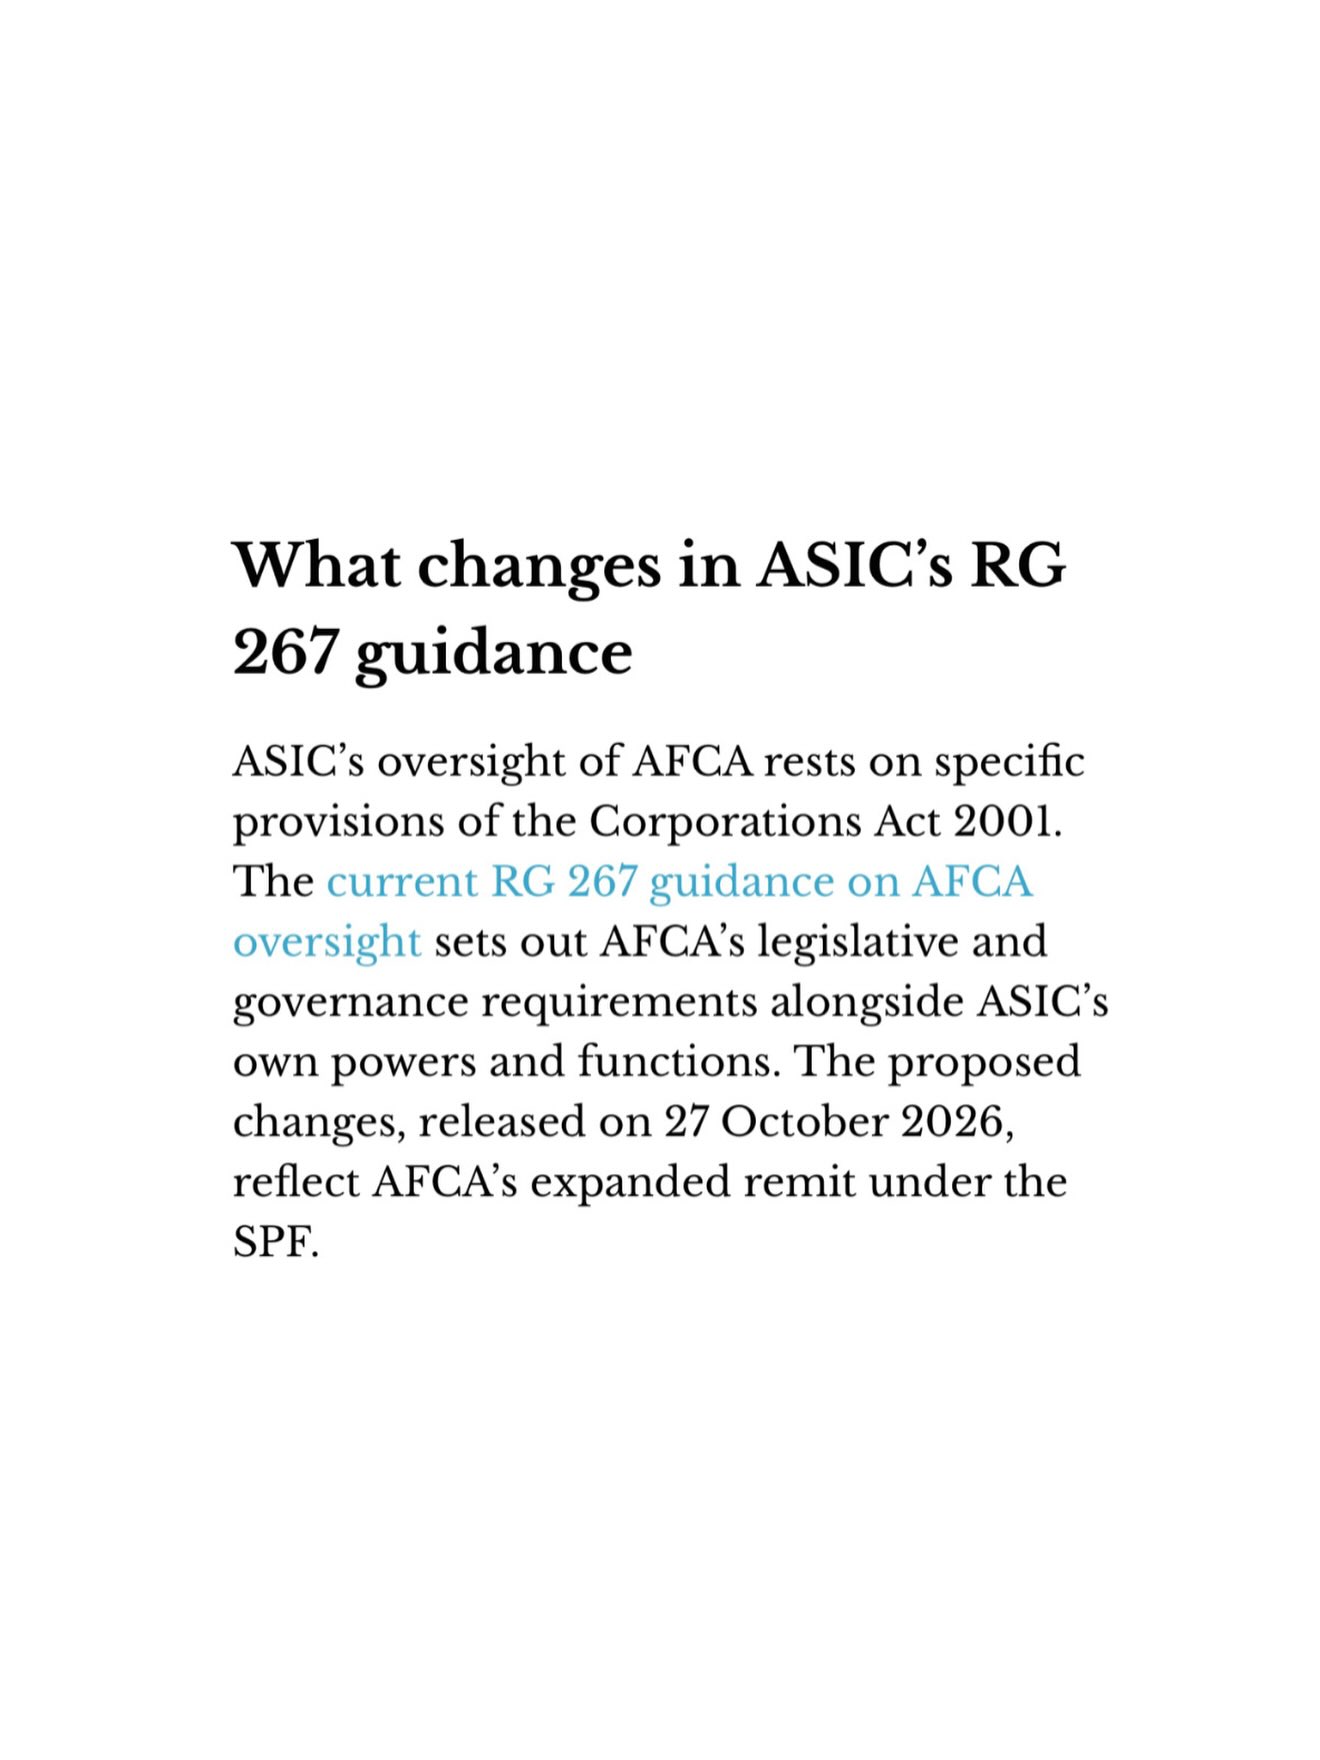 What changes in ASIC’s RG
267 guidance
ASIC’s oversight of AFCA rests on specific
provisions of the Corporations Act 2001.
The current RG 267 guidance on AFCA
oversight sets out AFCA’s legislative and
governance requirements alongside ASIC’s
own powers and functions. The proposed
changes, released on 27 October 2026,
reflect AFCA’s expanded remit under the
SPF.